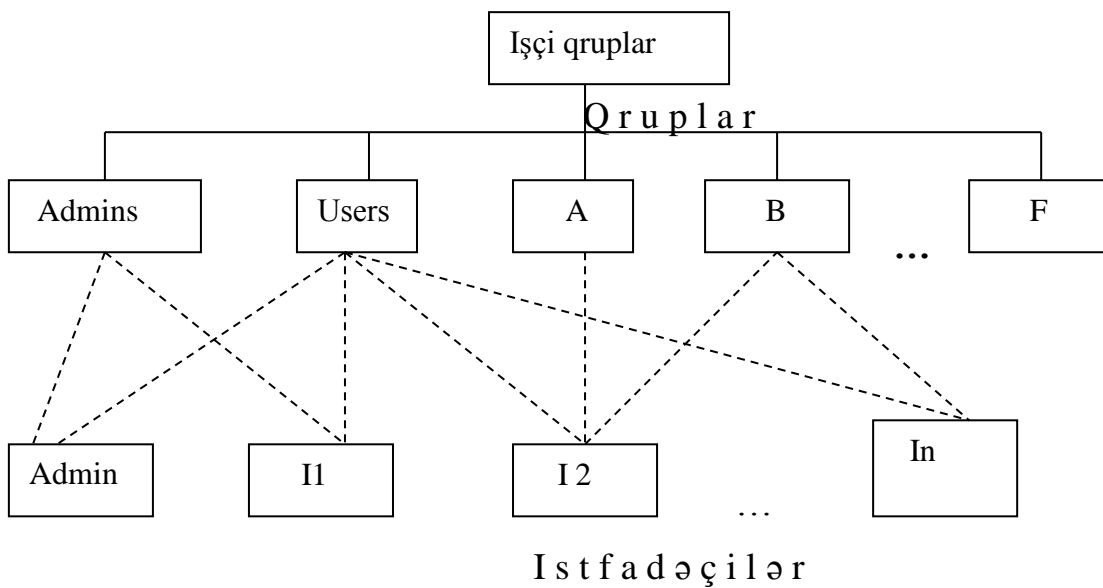 Işçi qruplar
Q r u p l a r
Admins Users A B ... F
Admin I1 I 2 ... In
I s t f a d ə ç i l ə r